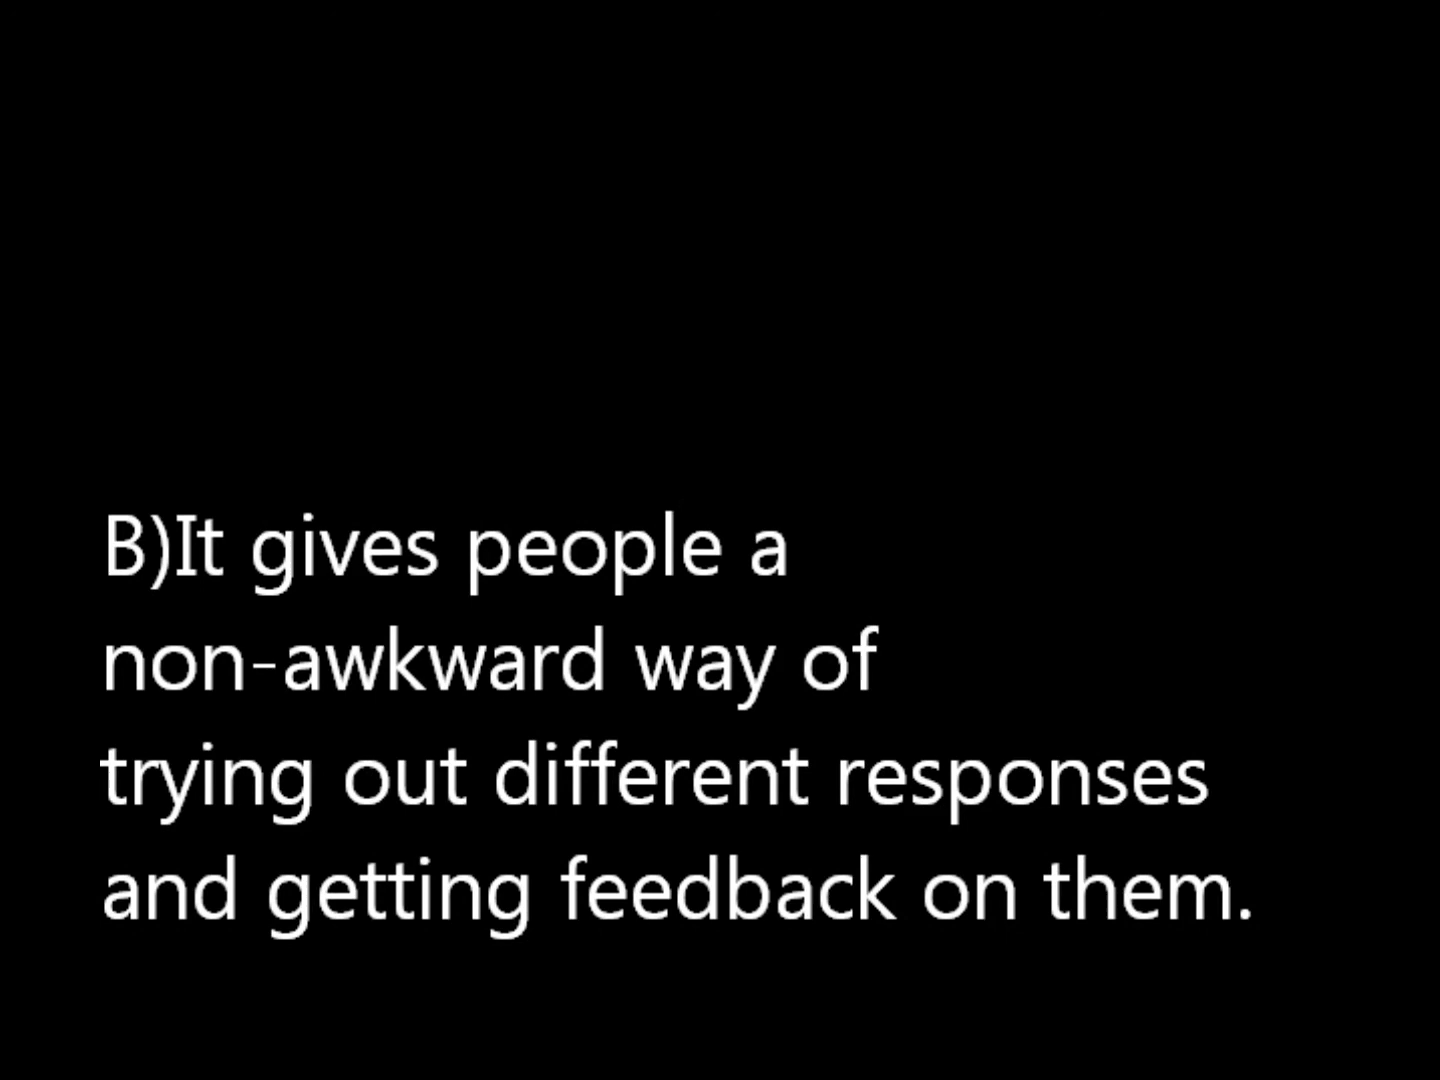 B)It gives people a
non-awkward way of
trying out different responses
and getting feedback on them.